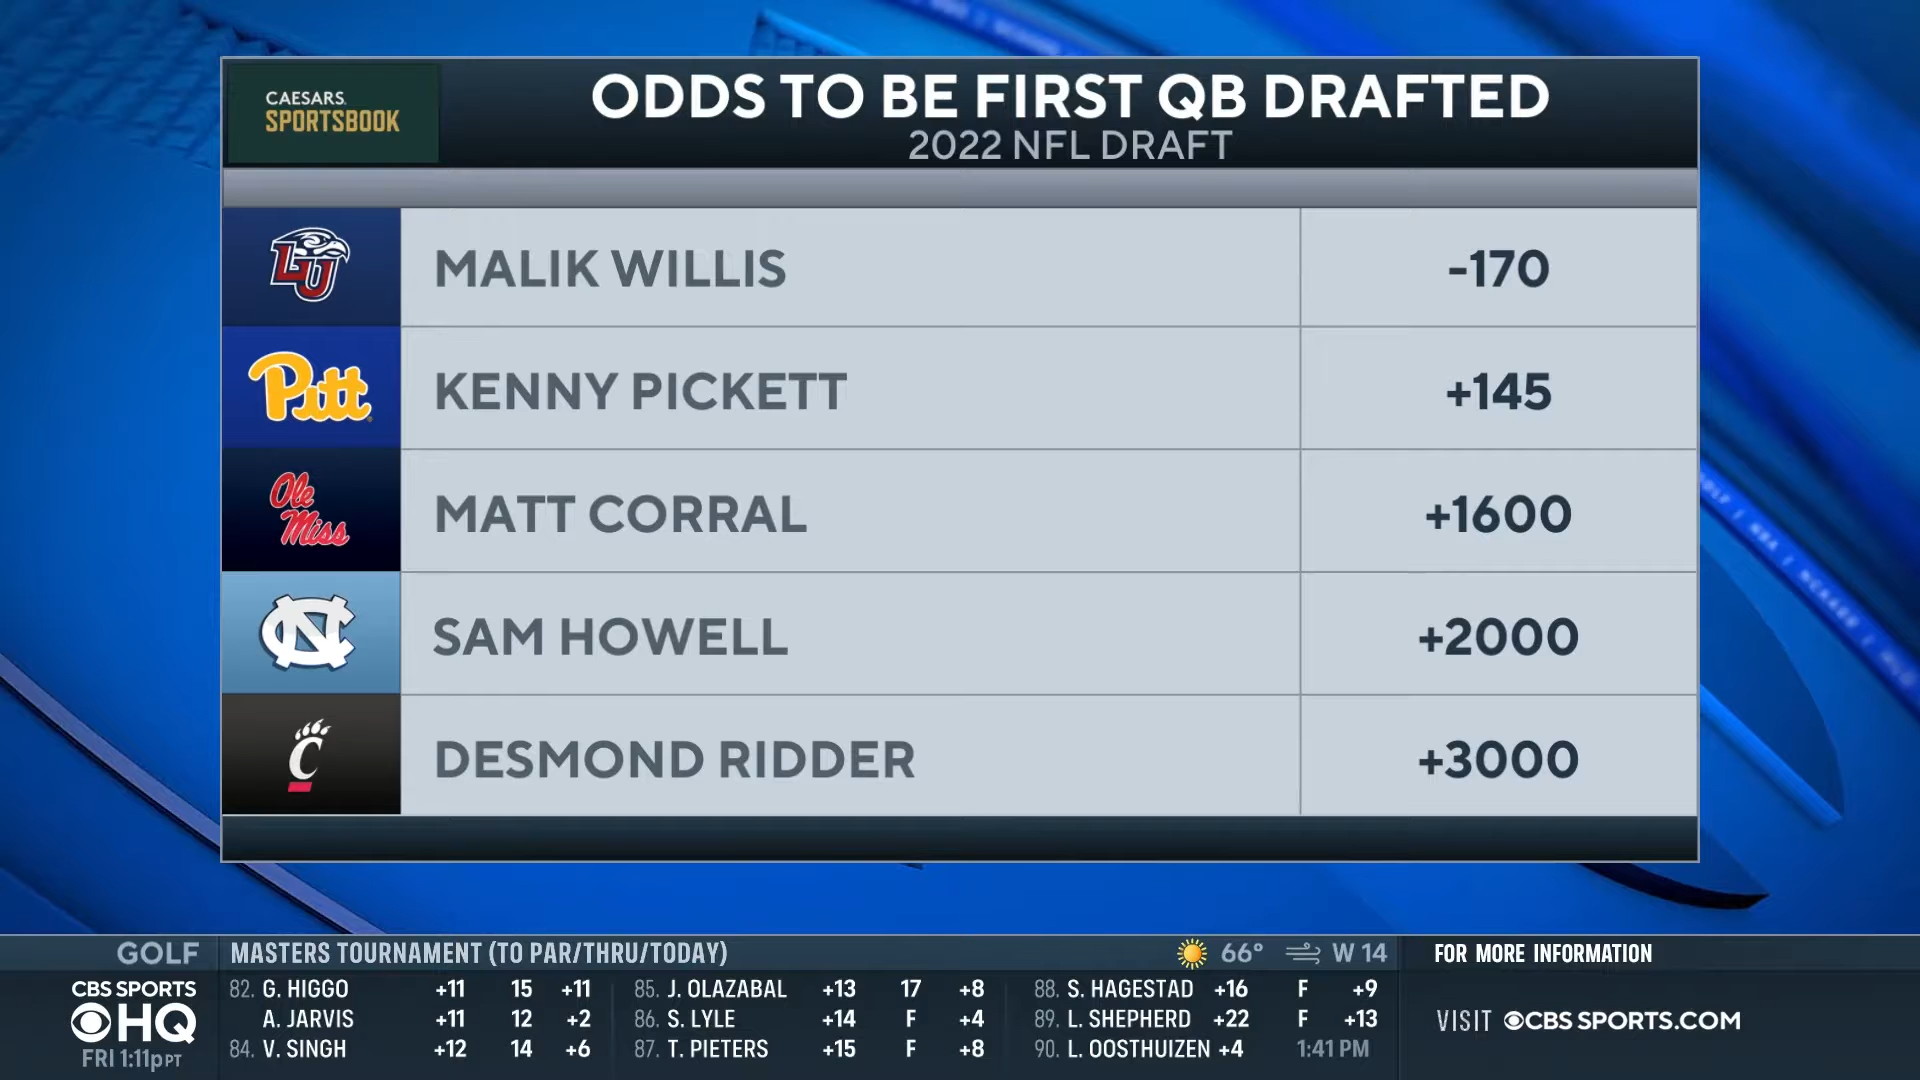 CAESARS
SPORTSBOOK
ODDS TO BE FIRST QB DRAFTED
2022 NFL DRAFT
LU
MALIK WILLIS
-170
Pitt
KENNY PICKETT
+145
Ole Miss
MATT CORRAL
+1600
NC
SAM HOWELL
+2000
C
DESMOND RIDDER
+3000
GOLF
MASTERS TOURNAMENT (TO PAR/THRU/TODAY)
66° W 14
FOR MORE INFORMATION
CBS SPORTS
HQ
FRI 1:11PPT
82. G. HIGGO +11 15 +11
A. JARVIS +11 12 +2
84. V. SINGH +12 14 +6
85. J. OLAZABAL +13 17 +8
86. S. LYLE +14 F +4
87. T. PIETERS +15 F +8
88. S. HAGESTAD +16 F +9
89. L. SHEPHERD +22 F +13
90. L. OOSTHUIZEN +4 1:41 PM
VISIT CBS SPORTS.COM